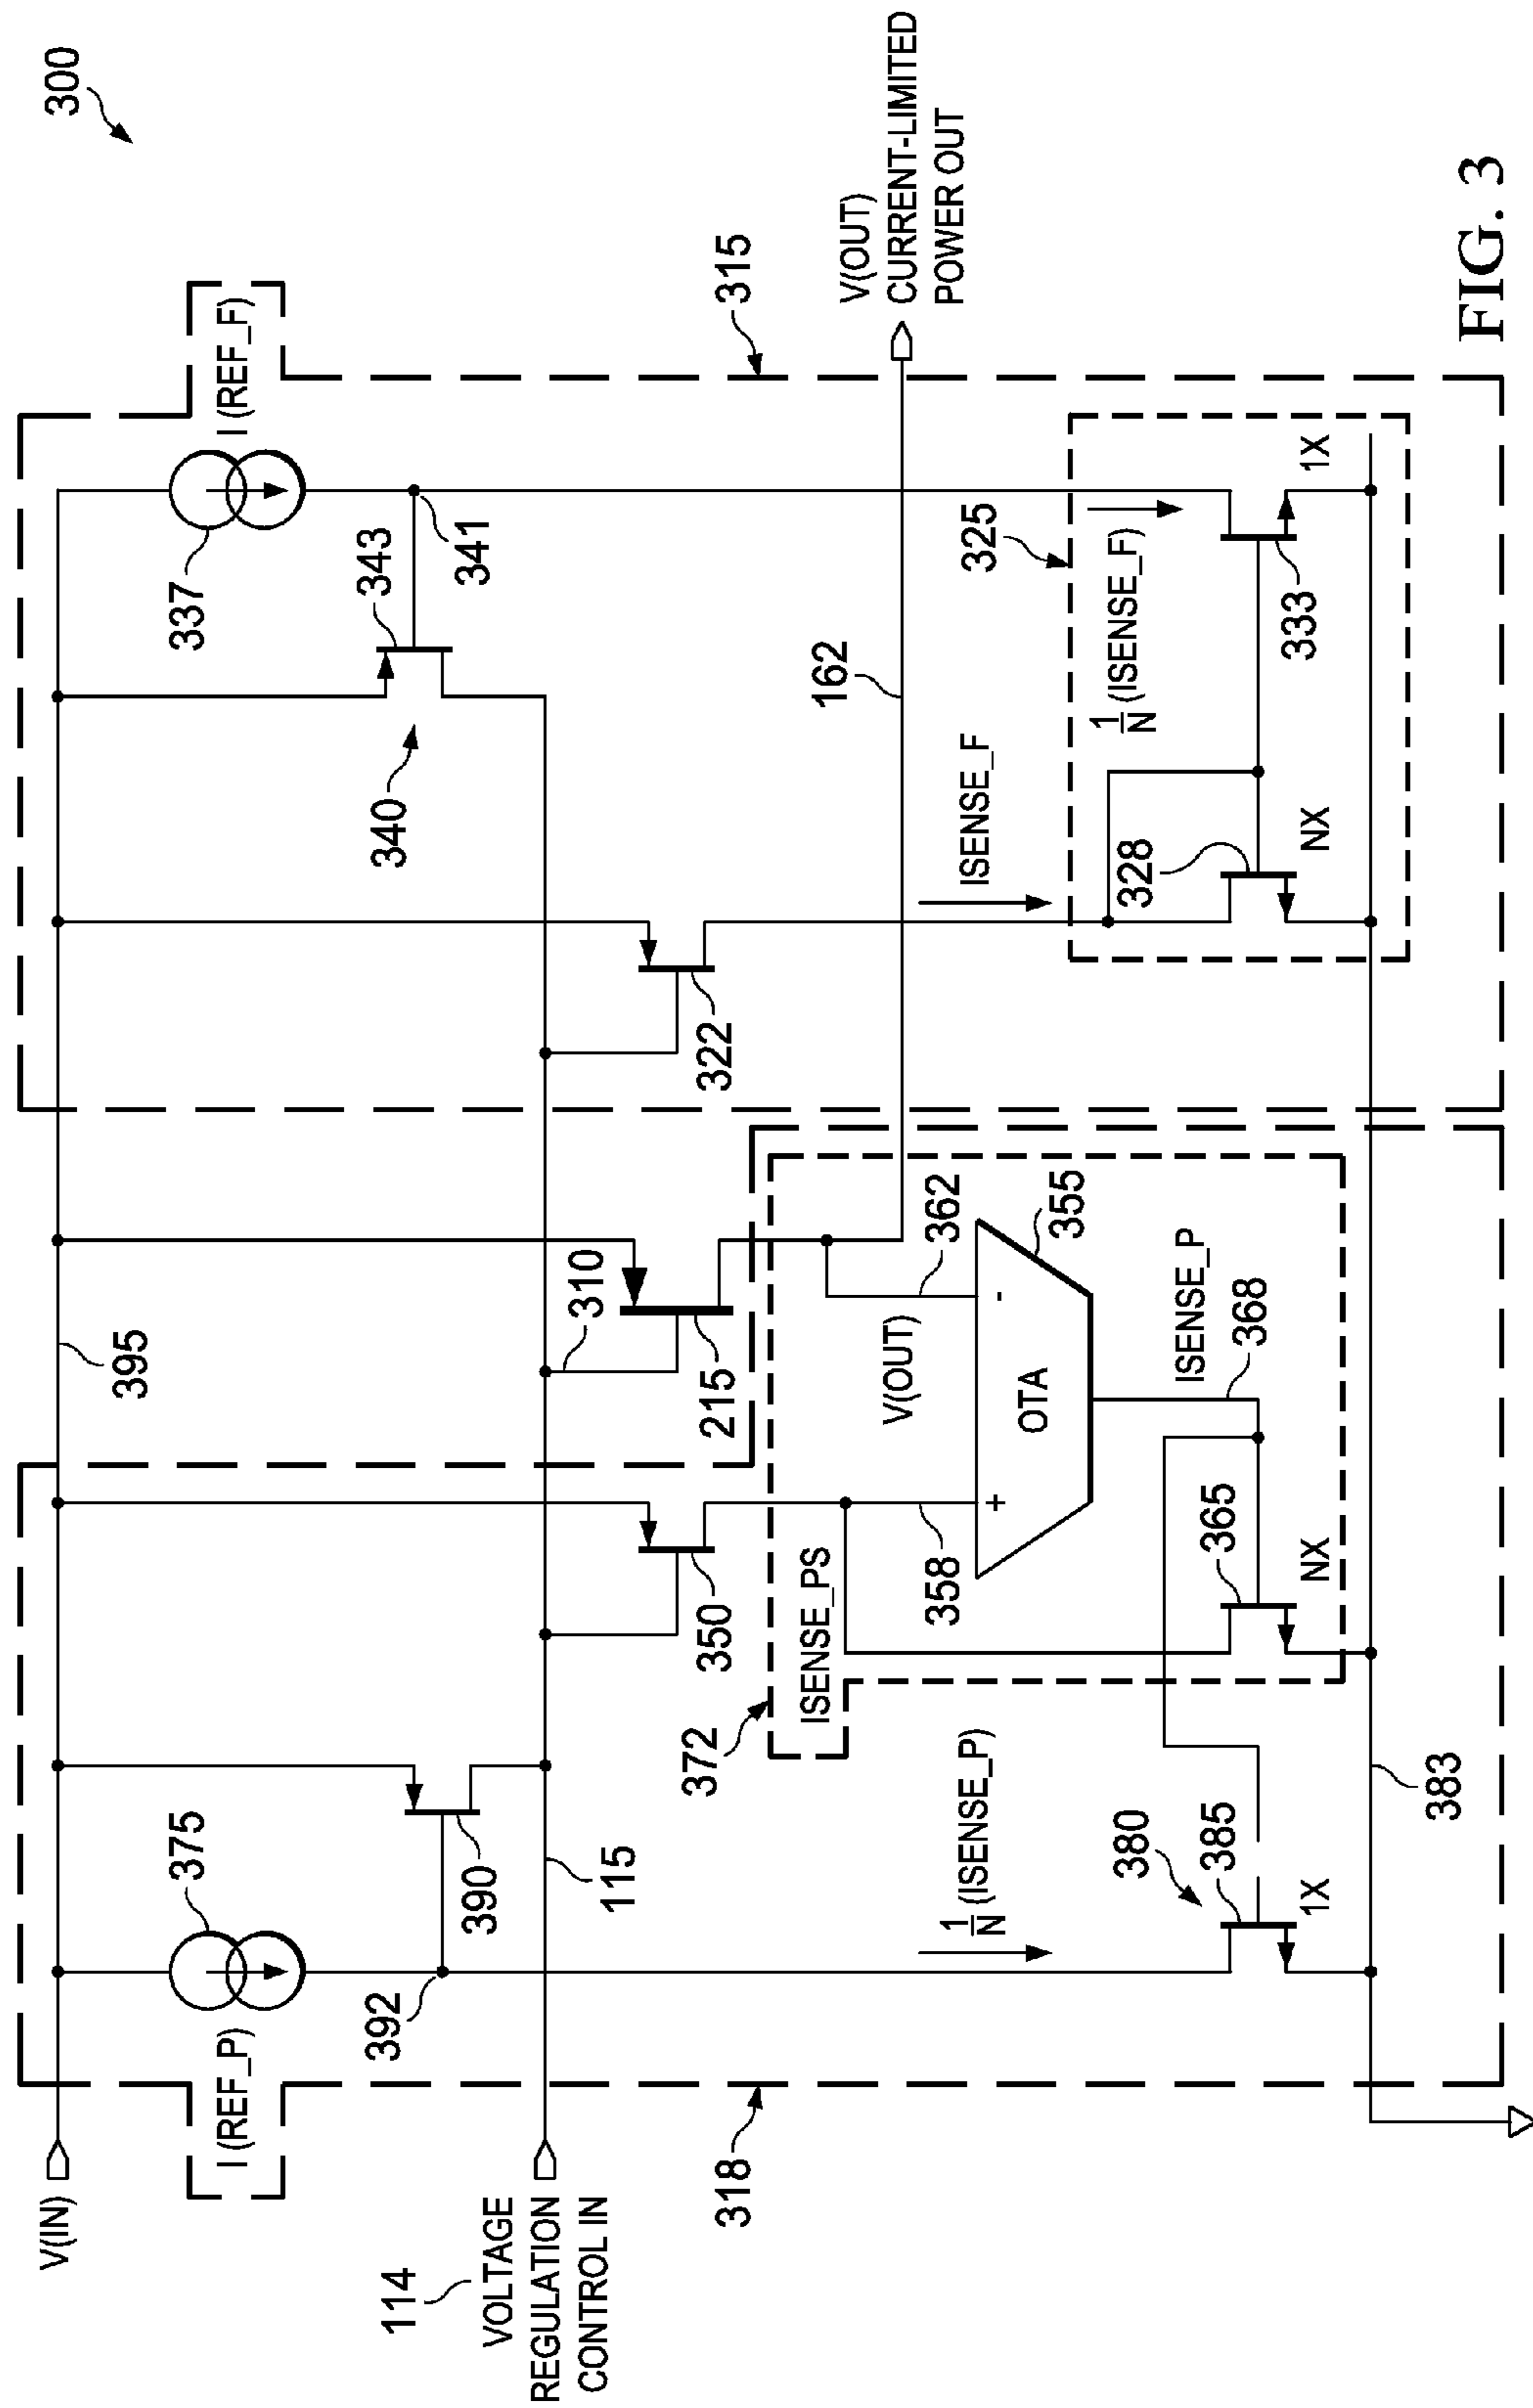 300
V(IN)
I (REF_P)
375
395
337
I (REF_F)
392
390
343
341
340
114
VOLTAGE
REGULATION
CONTROL IN
115
310
215
350
322
318
372
315
162
V(OUT)
CURRENT-LIMITED
POWER OUT
ISENSE_PS
V(OUT)
362
358
+
-
OTA
355
ISENSE_F
1/N (ISENSE_P)
1/N (ISENSE_F)
325
380
385
1X
365
NX
ISENSE_P
368
328
NX
333
1X
383
FIG. 3